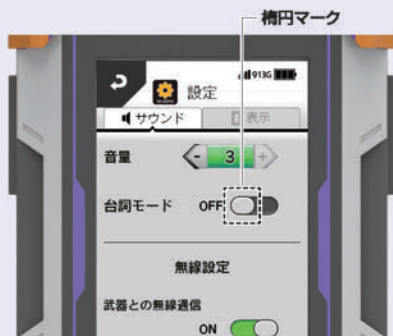 楕円マーク
913G
設定
サウンド
表示
音量
- 3 +
台詞モード OFF
無線設定
武器との無線通信
ON